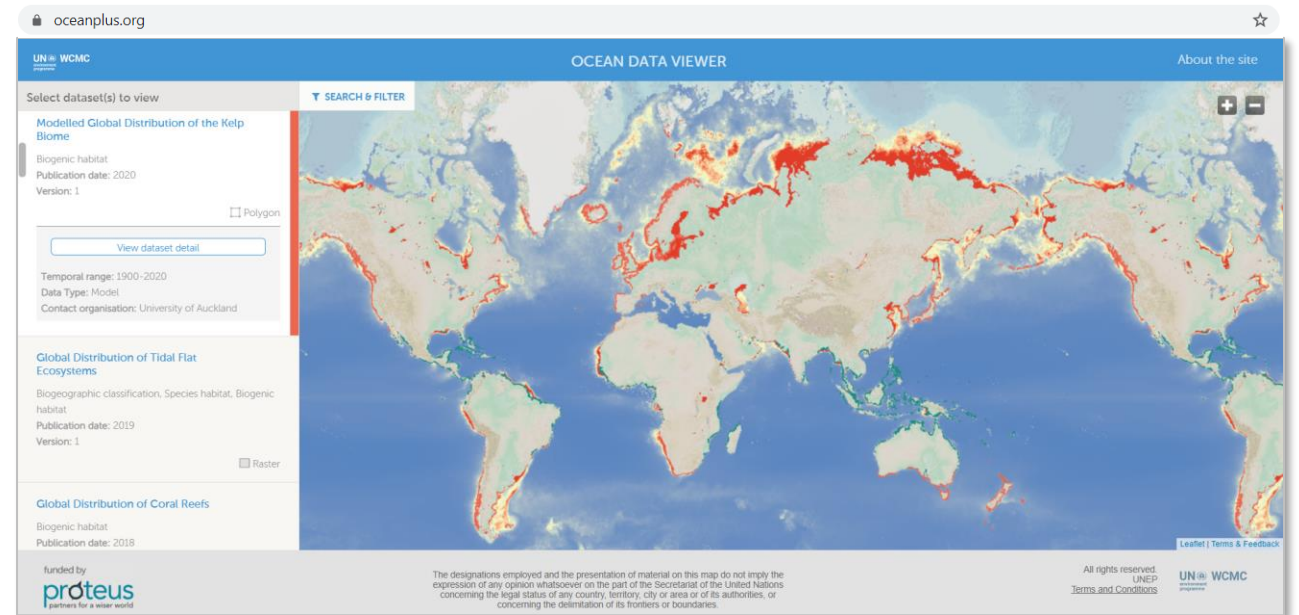 oceanplus.org
UN WCMC
environment
programme
OCEAN DATA VIEWER
About the site
Select dataset(s) to view
SEARCH & FILTER
Modelled Global Distribution of the Kelp
Biome
Biogenic habitat
Publication date: 2020
Version: 1
Polygon
View dataset detail
Temporal range: 1900-2020
Data Type: Model
Contact organisation: University of Auckland
Global Distribution of Tidal Flat
Ecosystems
Biogeographic classification, Species habitat, Biogenic
habitat
Publication date: 2019
Version: 1
Raster
Global Distribution of Coral Reefs
Biogenic habitat
Publication date: 2018
Leaflet | Terms & Feedback
funded by
proteus
partners for a wiser world
The designations employed and the presentation of material on this map do not imply the
expression of any opinion whatsoever on the part of the Secretariat of the United Nations
concerning the legal status of any country, territory, city or area or of its authorities, or
concerning the delimitation of its frontiers or boundaries.
All rights reserved.
UNEP
Terms and Conditions
UN WCMC
environment
programme